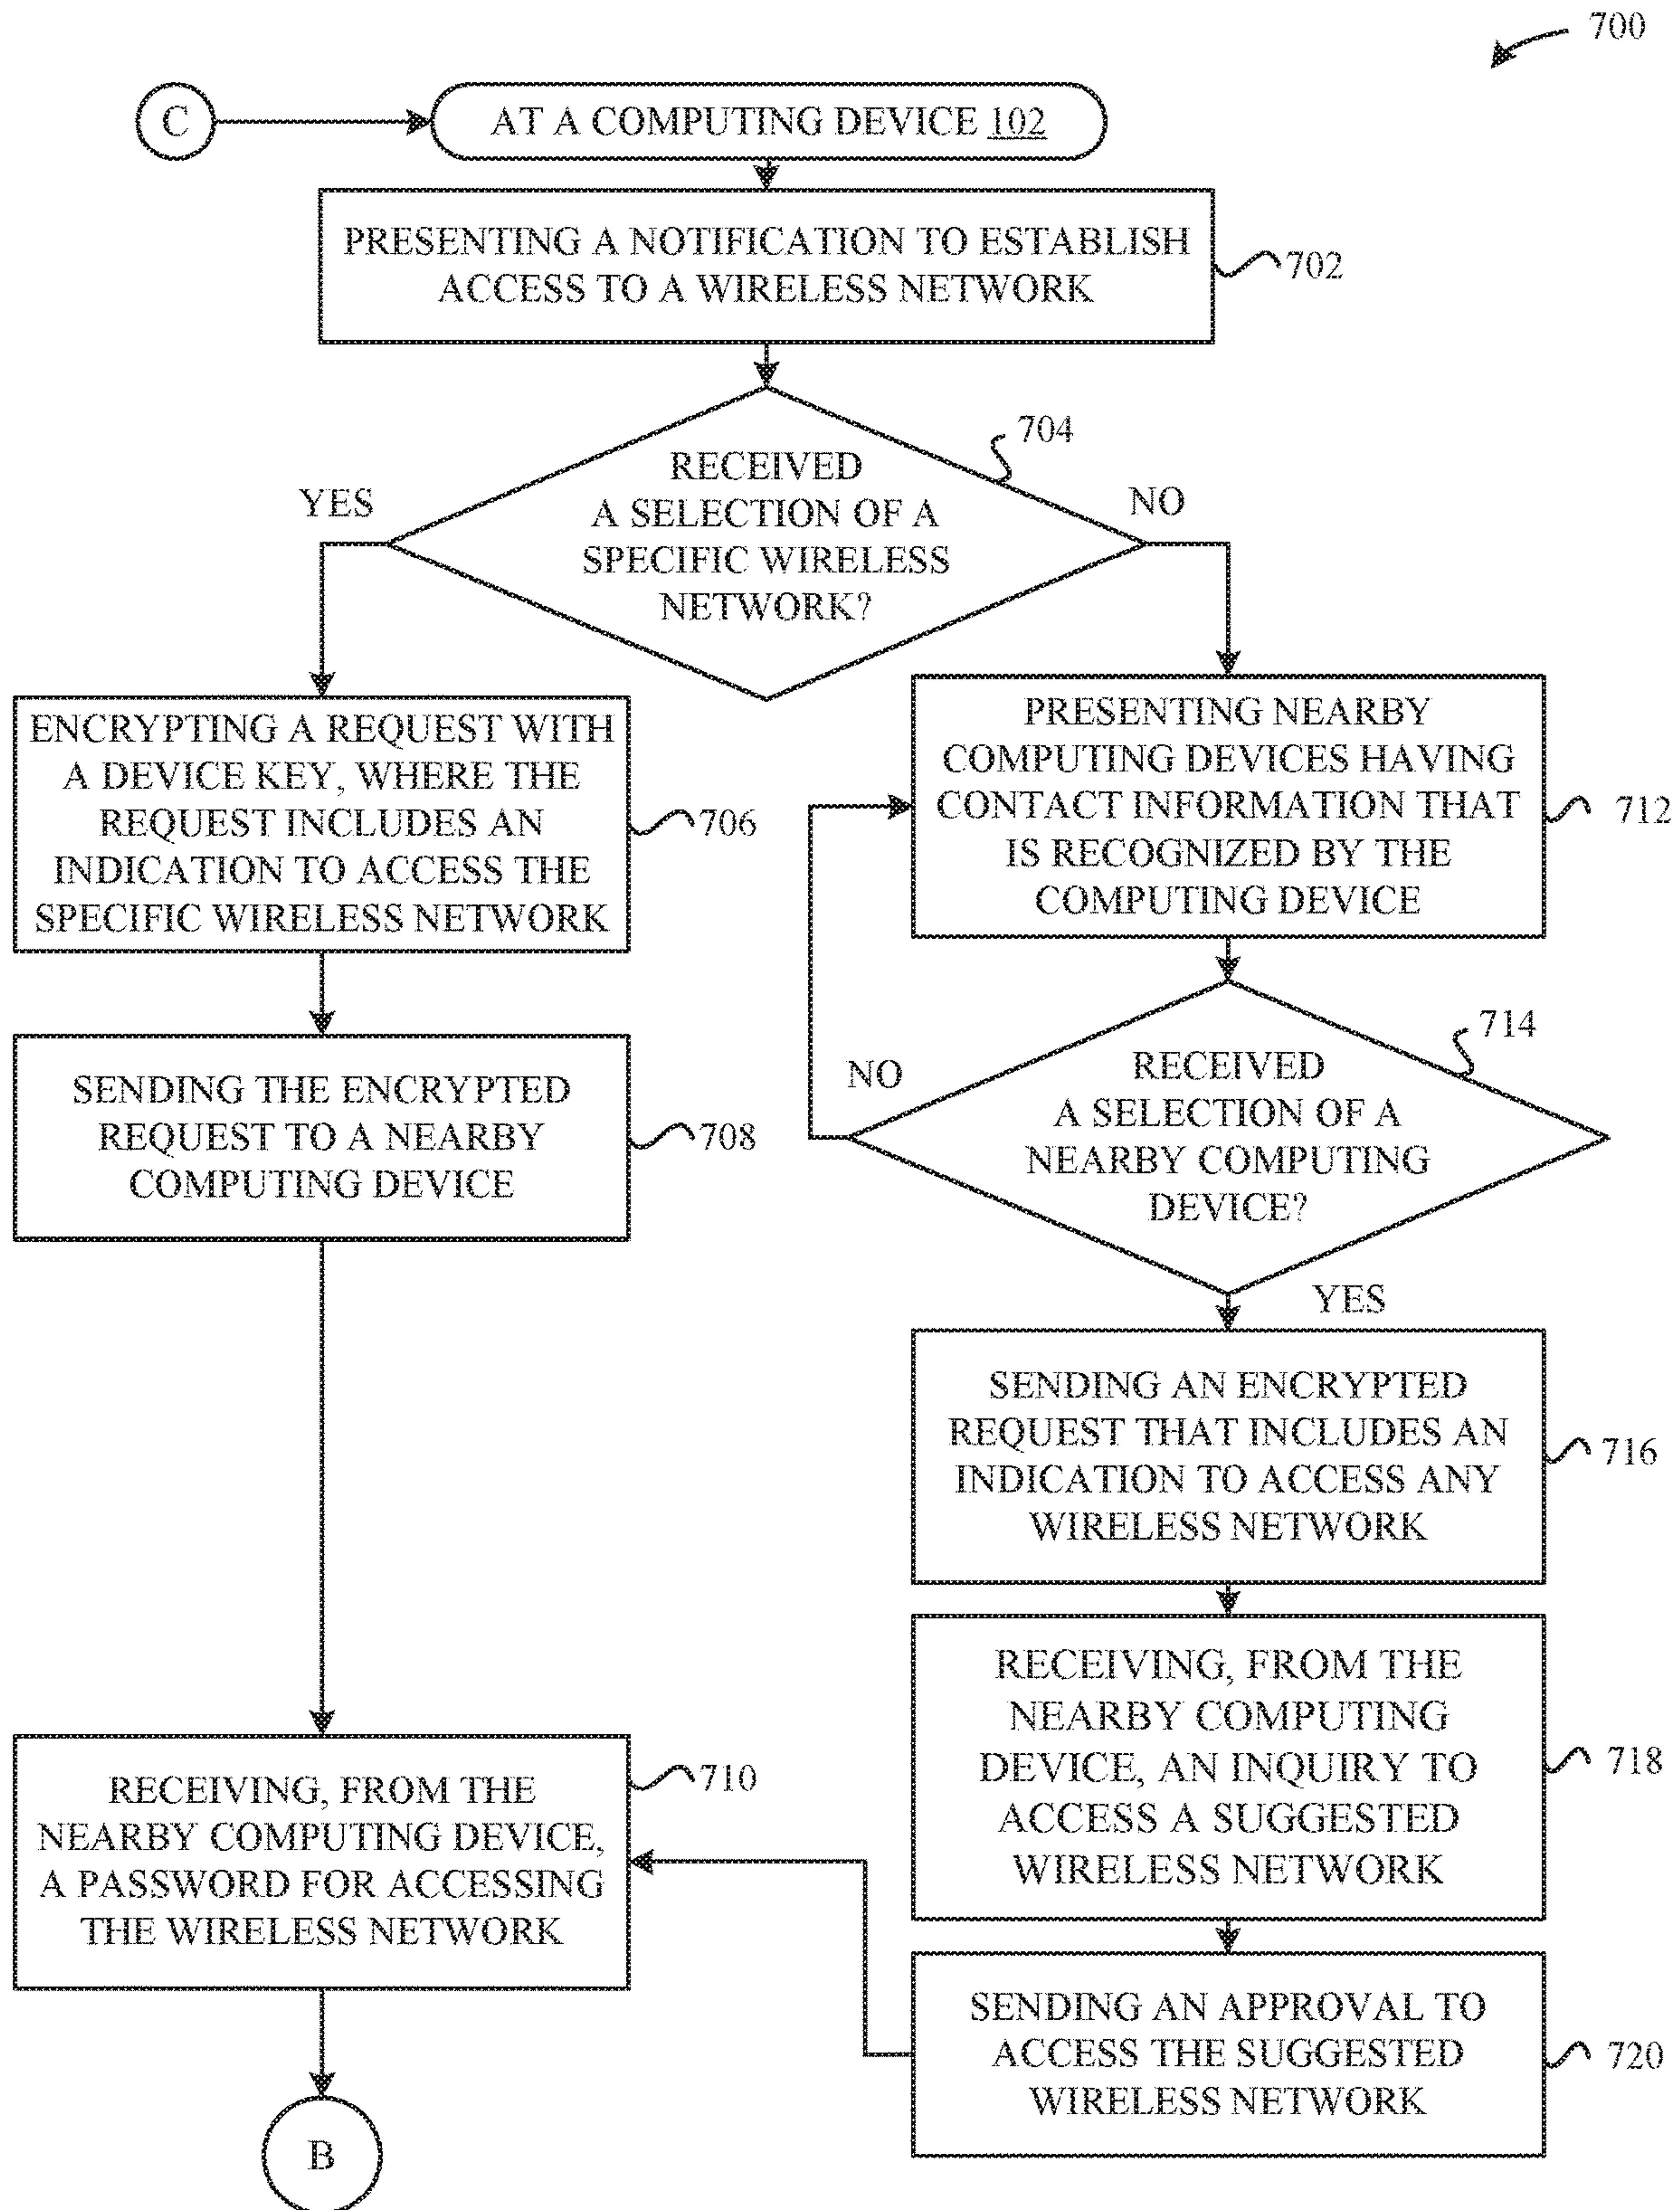 700
C
AT A COMPUTING DEVICE 102
PRESENTING A NOTIFICATION TO ESTABLISH
ACCESS TO A WIRELESS NETWORK
702
704
RECEIVED
A SELECTION OF A
SPECIFIC WIRELESS
NETWORK?
YES
NO
ENCRYPTING A REQUEST WITH
A DEVICE KEY, WHERE THE
REQUEST INCLUDES AN
INDICATION TO ACCESS THE
SPECIFIC WIRELESS NETWORK
706
SENDING THE ENCRYPTED
REQUEST TO A NEARBY
COMPUTING DEVICE
708
PRESENTING NEARBY
COMPUTING DEVICES HAVING
CONTACT INFORMATION THAT
IS RECOGNIZED BY THE
COMPUTING DEVICE
712
714
NO
RECEIVED
A SELECTION OF A
NEARBY COMPUTING
DEVICE?
YES
SENDING AN ENCRYPTED
REQUEST THAT INCLUDES AN
INDICATION TO ACCESS ANY
WIRELESS NETWORK
716
RECEIVING, FROM THE
NEARBY COMPUTING
DEVICE, AN INQUIRY TO
ACCESS A SUGGESTED
WIRELESS NETWORK
718
SENDING AN APPROVAL TO
ACCESS THE SUGGESTED
WIRELESS NETWORK
720
RECEIVING, FROM THE
NEARBY COMPUTING DEVICE,
A PASSWORD FOR ACCESSING
THE WIRELESS NETWORK
710
B